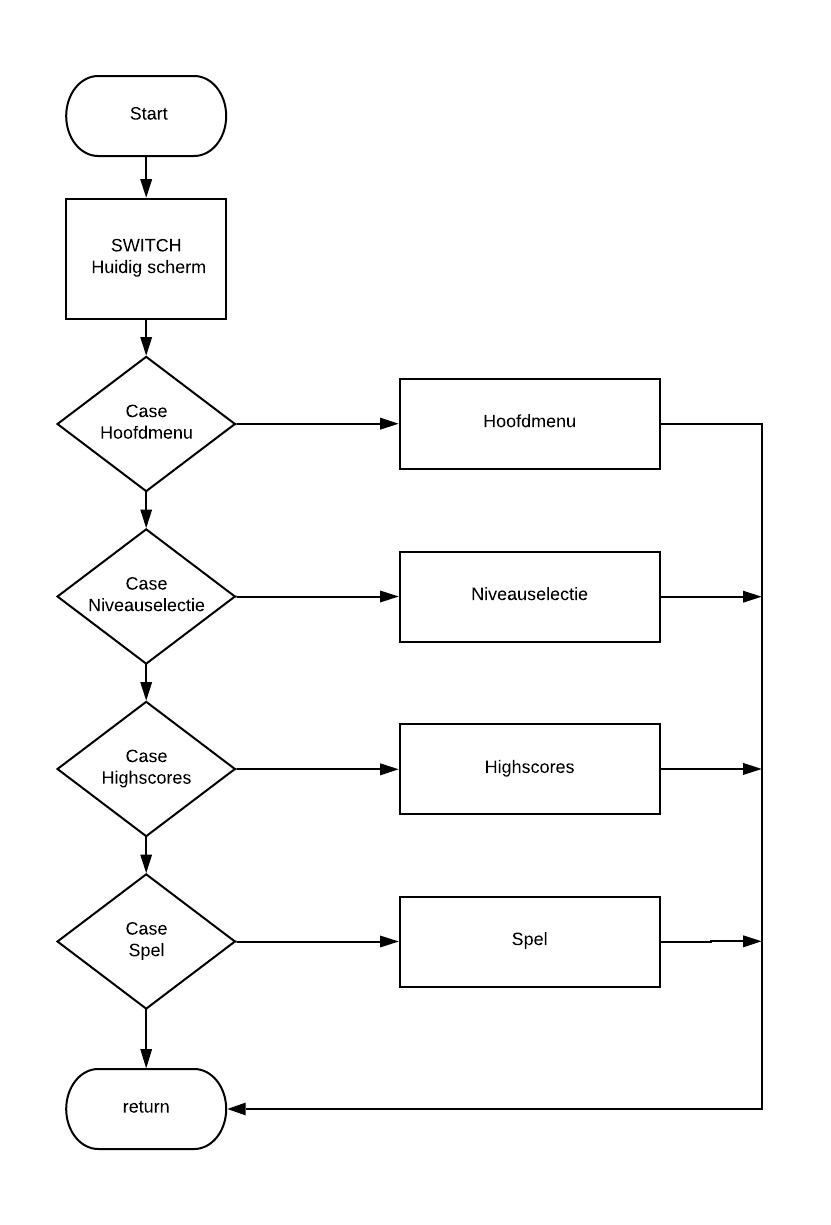 Start
SWITCH
Huidig scherm
Case
Hoofdmenu
Hoofdmenu
Case
Niveauselectie
Niveauselectie
Case
Highscores
Highscores
Case
Spel
Spel
return